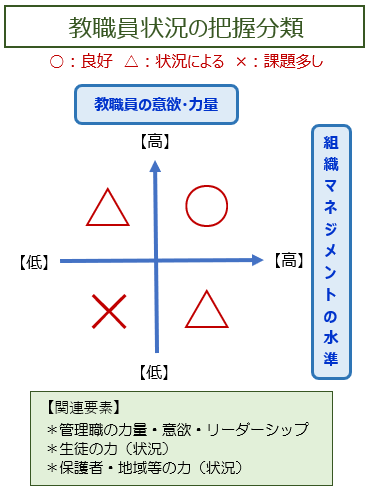 教職員状況の把握分類
○：良好　△：状況による　×：課題多し
教職員の意欲・力量
【高】
組織マネジメントの水準
【低】
【高】
【低】
【関連要素】
＊管理職の力量・意欲・リーダーシップ
＊生徒の力（状況）
＊保護者・地域等の力（状況）